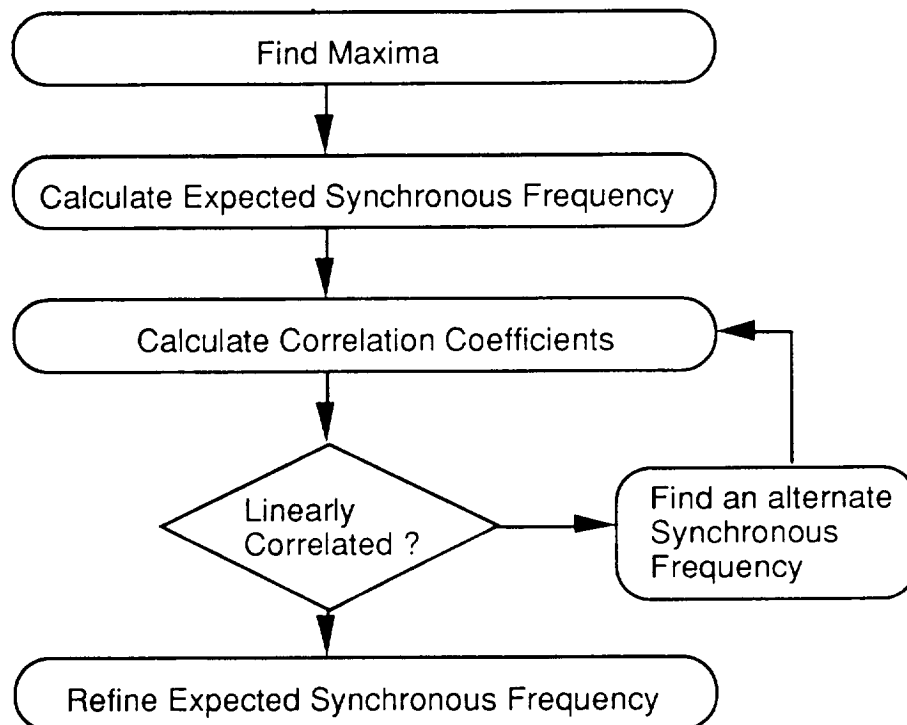 Find Maxima
Calculate Expected Synchronous Frequency
Calculate Correlation Coefficients
Linearly
Correlated ?
Find an alternate
Synchronous
Frequency
Refine Expected Synchronous Frequency